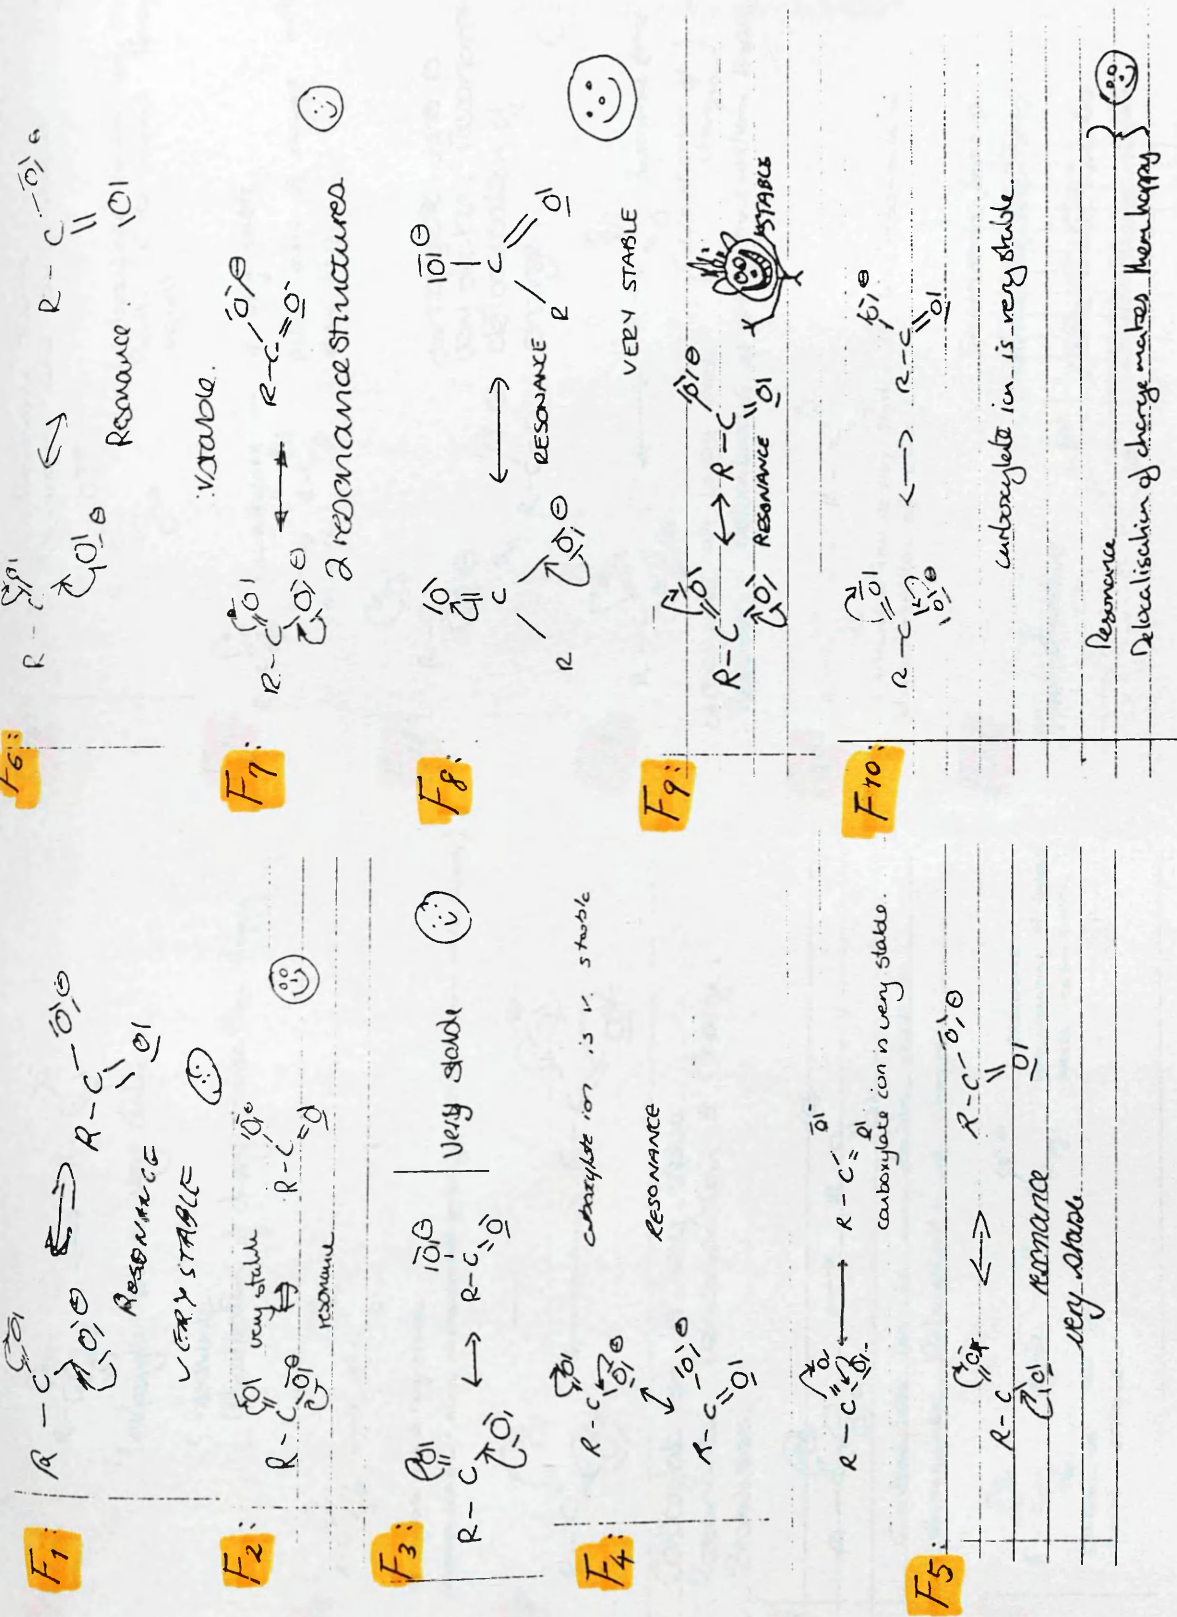 F1:
R – C
RESONANCE
VERY STABLE
R – C
F2:
very stable
R – C
R – C
resonance
F3:
R – C
R – C
Very stable
F4:
R – C
R – C
carboxylate ion is v. stable
RESONANCE
R – C
R – C
carboxylate ion is very stable.
F5:
R – C
R – C
resonance
very stable
F6:
R – C
R – C
Resonance.
F7:
v. stable.
R – C
R – C
2 resonance structures
F8:
R
C
RESONANCE
R
C
VERY STABLE
F9:
R – C
R – C
RESONANCE
STABLE
F10:
R – C
R – C
carboxylate ion is very stable.
Resonance
Delocalisation of charge makes them happy